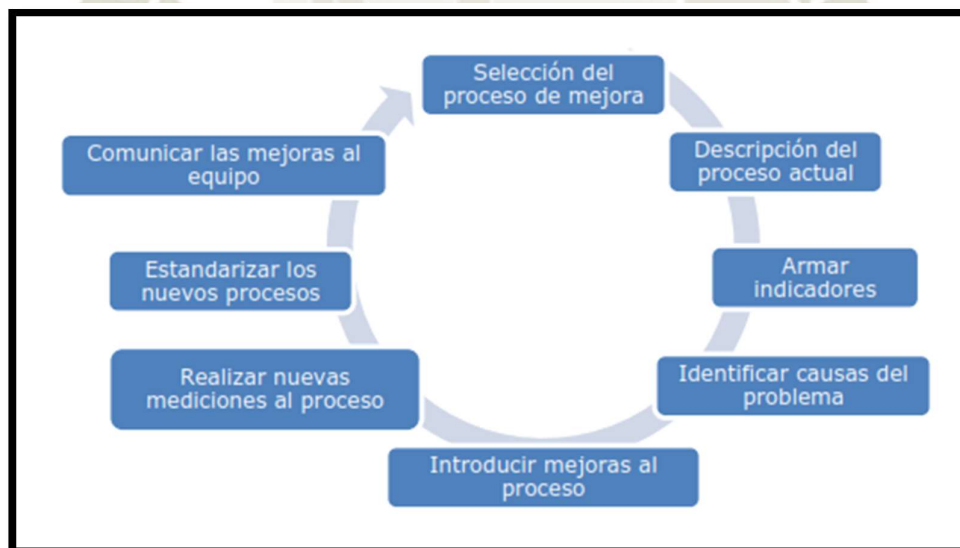 Selección del
proceso de mejora
Descripción del
proceso actual
Armar
indicadores
Identificar causas del
problema
Introducir mejoras al
proceso
Realizar nuevas
mediciones al proceso
Estandarizar los
nuevos procesos
Comunicar las mejoras al
equipo